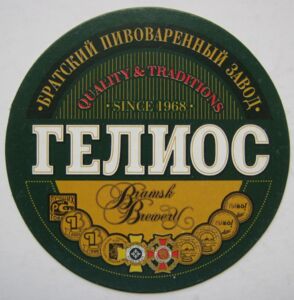 • БРАТСКИЙ ПИВОВАРЕННЫЙ ЗАВОД •
QUALITY & TRADITIONS
• SINCE 1968 •
ГЕЛИОС
Bratsk
Brewery